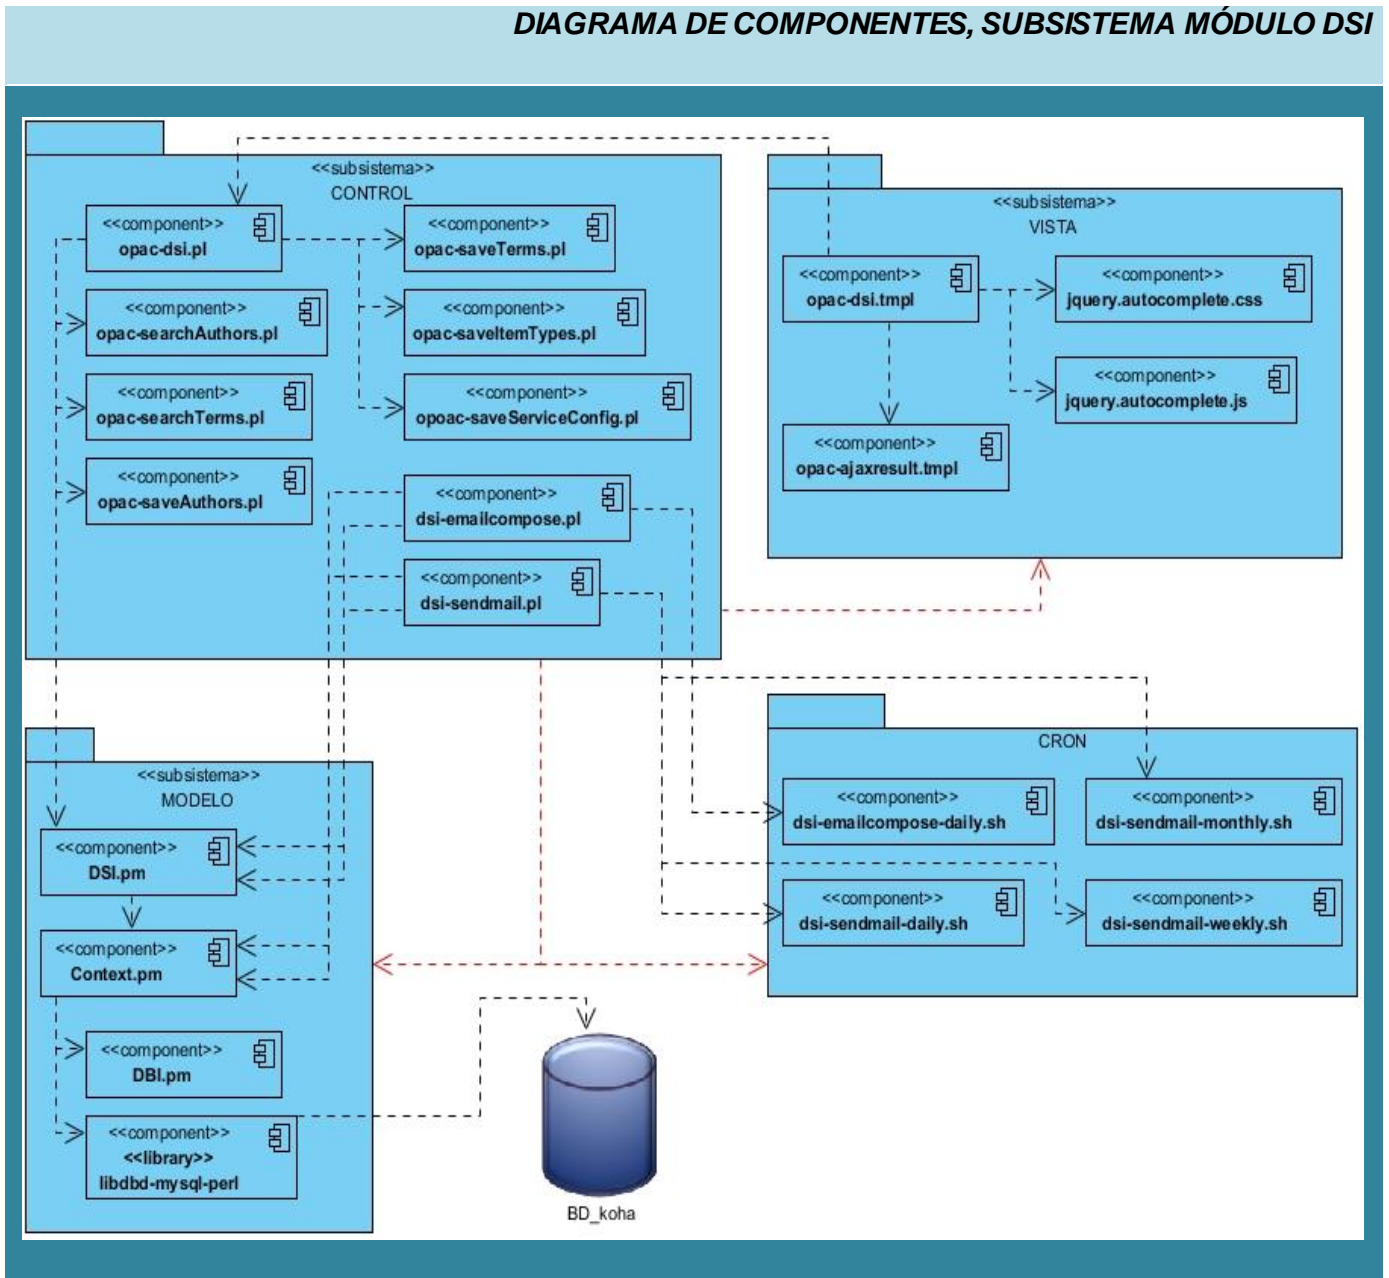 DIAGRAMA DE COMPONENTES, SUBSISTEMA MÓDULO DSI
<<subsistema>>
CONTROL
<<component>>
opac-dsi.pl
<<component>>
opac-saveTerms.pl
<<component>>
opac-searchAuthors.pl
<<component>>
opac-saveItemTypes.pl
<<component>>
opac-searchTerms.pl
<<component>>
opoac-saveServiceConfig.pl
<<component>>
opac-saveAuthors.pl
<<component>>
dsi-emailcompose.pl
<<component>>
dsi-sendmail.pl
<<subsistema>>
VISTA
<<component>>
opac-dsi.tmpl
<<component>>
jquery.autocomplete.css
<<component>>
jquery.autocomplete.js
<<component>>
opac-ajaxresult.tmpl
<<subsistema>>
MODELO
<<component>>
DSI.pm
<<component>>
Context.pm
<<component>>
DBI.pm
<<component>>
<<library>>
libdbd-mysql-perl
CRON
<<component>>
dsi-emailcompose-daily.sh
<<component>>
dsi-sendmail-monthly.sh
<<component>>
dsi-sendmail-daily.sh
<<component>>
dsi-sendmail-weekly.sh
BD_koha